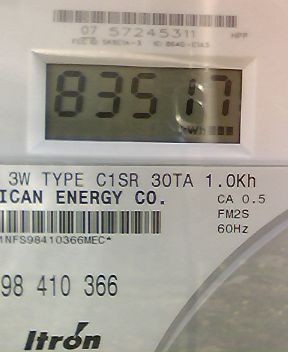 07 57245311
83517
kWh
3W TYPE C1SR 30TA 1.0Kh
ICAN ENERGY CO.
CA 0.5
FM2S
60Hz
98 410 366
Itron